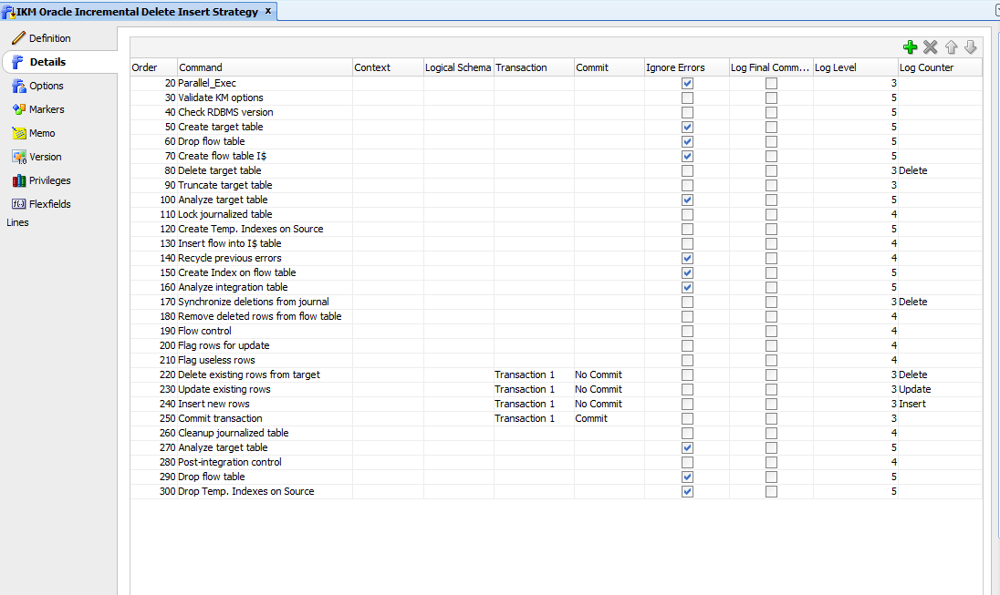 IKM Oracle Incremental Delete Insert Strategy x
Definition
Details
Options
Markers
Memo
Version
Privileges
Flexfields
Lines
Order Command Context Logical Schema Transaction Commit Ignore Errors Log Final Comm... Log Level Log Counter
20 Parallel_Exec 3
30 Validate KM options 5
40 Check RDBMS version 5
50 Create target table 5
60 Drop flow table 5
70 Create flow table I$ 5
80 Delete target table 3 Delete
90 Truncate target table 3
100 Analyze target table 5
110 Lock journalized table 4
120 Create Temp. Indexes on Source 5
130 Insert flow into I$ table 4
140 Recycle previous errors 4
150 Create Index on flow table 5
160 Analyze integration table 5
170 Synchronize deletions from journal 3 Delete
180 Remove deleted rows from flow table 4
190 Flow control 4
200 Flag rows for update 4
210 Flag useless rows 4
220 Delete existing rows from target Transaction 1 No Commit 3 Delete
230 Update existing rows Transaction 1 No Commit 3 Update
240 Insert new rows Transaction 1 No Commit 3 Insert
250 Commit transaction Transaction 1 Commit 3
260 Cleanup journalized table 4
270 Analyze target table 5
280 Post-integration control 4
290 Drop flow table 5
300 Drop Temp. Indexes on Source 5